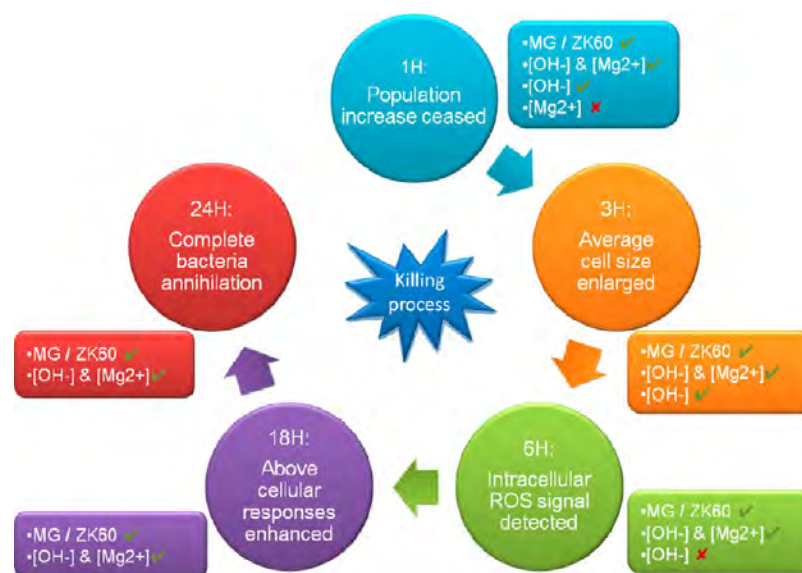 1H:
Population
increase ceased
•MG / ZK60 ✔
•[OH-] & [Mg2+] ✔
•[OH-] ✔
•[Mg2+] ✘
3H:
Average
cell size
enlarged
•MG / ZK60 ✔
•[OH-] & [Mg2+] ✔
•[OH-] ✔
6H:
Intracellular
ROS signal
detected
•MG / ZK60 ✔
•[OH-] & [Mg2+] ✔
•[OH-] ✘
18H:
Above
cellular
responses
enhanced
•MG / ZK60 ✔
•[OH-] & [Mg2+] ✔
24H:
Complete
bacteria
annihilation
•MG / ZK60 ✔
•[OH-] & [Mg2+] ✔
Killing
process